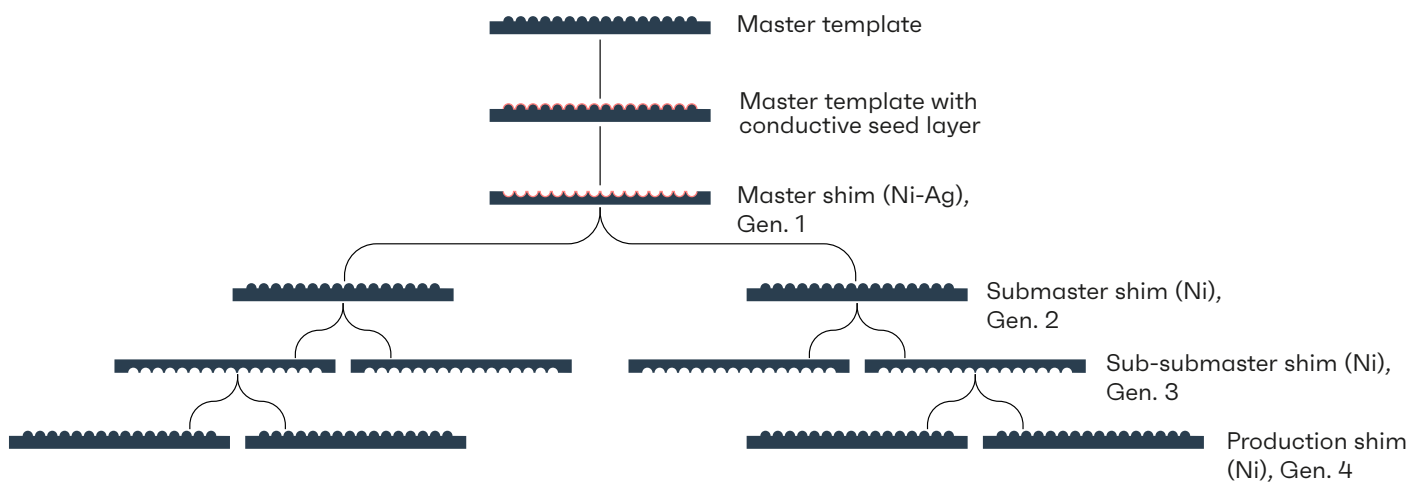 Master template
Master template with
conductive seed layer
Master shim (Ni-Ag),
Gen. 1
Submaster shim (Ni),
Gen. 2
Sub-submaster shim (Ni),
Gen. 3
Production shim
(Ni), Gen. 4